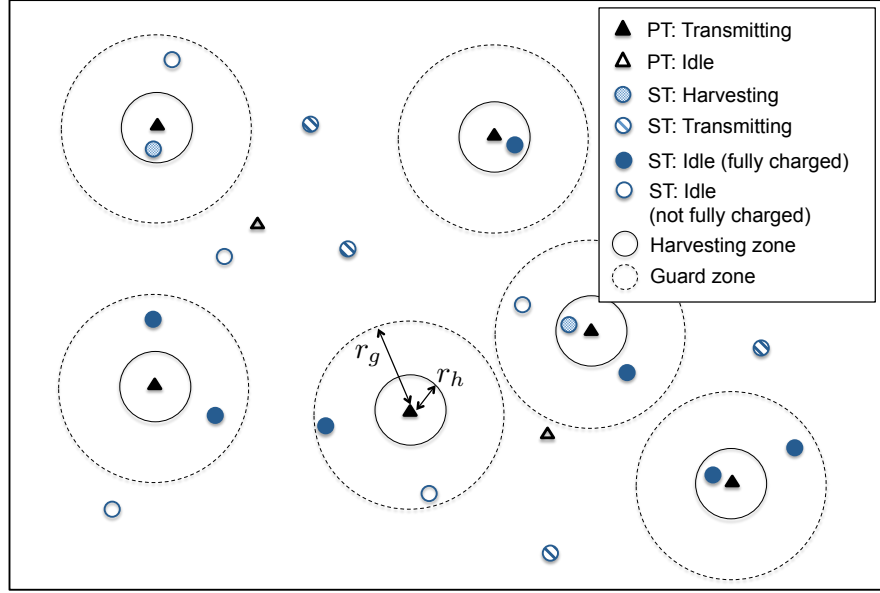 PT: Transmitting
PT: Idle
ST: Harvesting
ST: Transmitting
ST: Idle (fully charged)
ST: Idle
(not fully charged)
Harvesting zone
Guard zone
r_g
r_h